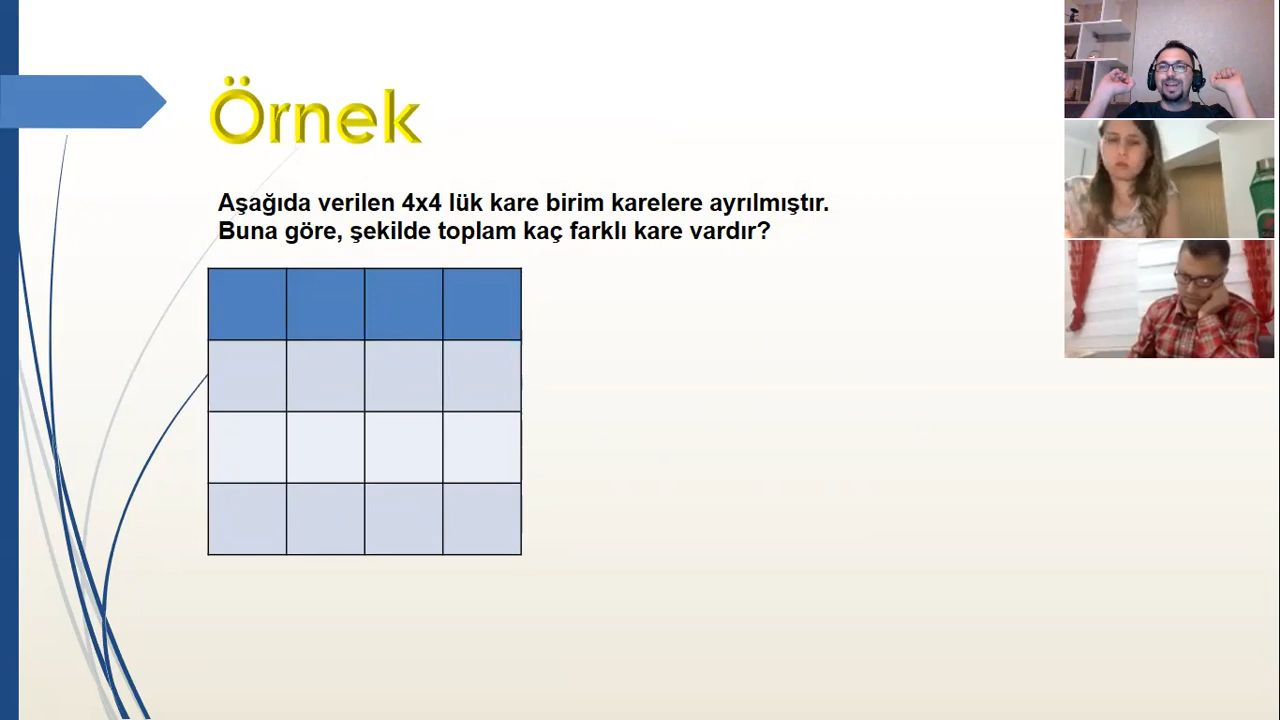 Örnek
Aşağıda verilen 4x4 lük kare birim karelere ayrılmıştır.
Buna göre, şekilde toplam kaç farklı kare vardır?